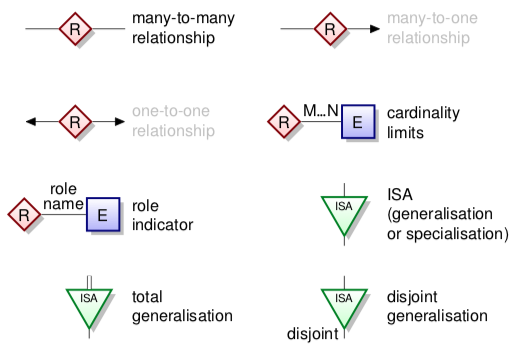 R
many-to-many
relationship
R
many-to-one
relationship
R
one-to-one
relationship
R
M...N
E
cardinality
limits
R
role
name
E
role
indicator
ISA
ISA
(generalisation
or specialisation)
ISA
total
generalisation
ISA
disjoint
disjoint
generalisation